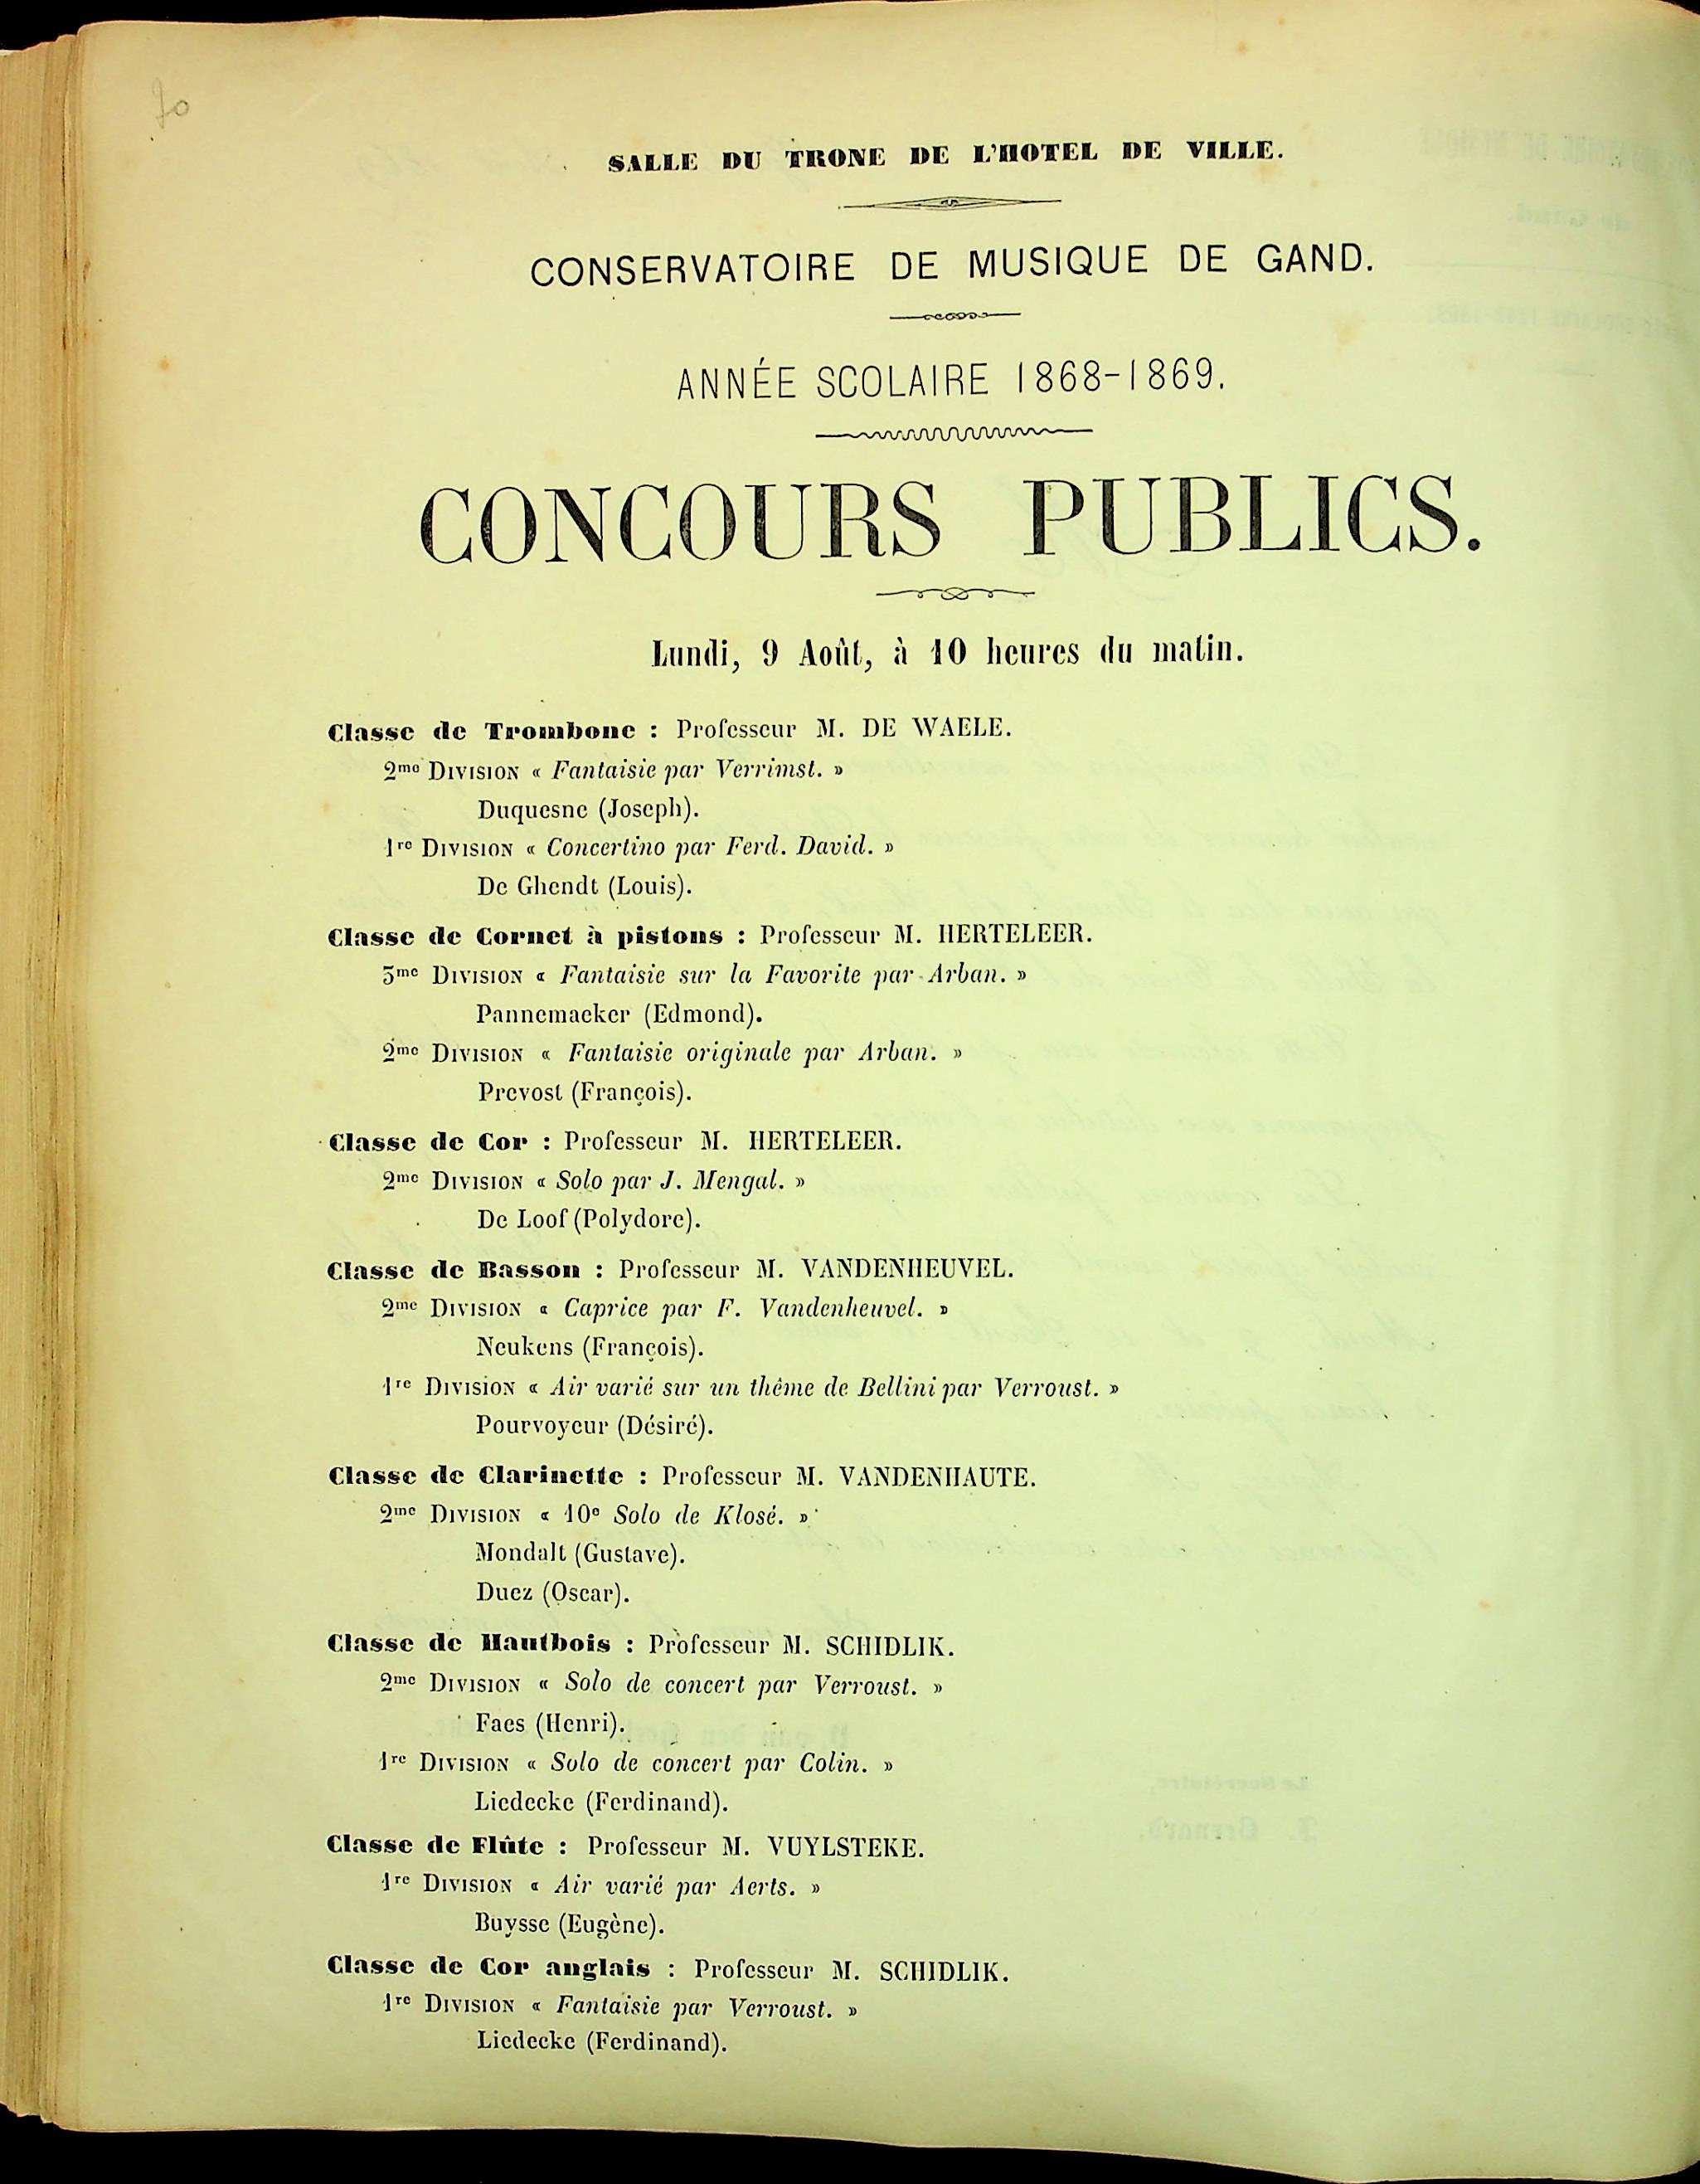 70
SALLE DU TRONE DE L'HOTEL DE VILLE.
CONSERVATOIRE DE MUSIQUE DE GAND.
ANNÉE SCOLAIRE 1868-1869.
CONCOURS PUBLICS.
Lundi, 9 Août, à 10 heures du matin.
Classe de Trombone : Professeur M. DE WAELE.
2me DIVISION « Fantaisie par Verrimst. »
Duquesne (Joseph).
1re DIVISION « Concertino par Ferd. David. »
De Ghendt (Louis).
Classe de Cornet à pistons : Professeur M. HERTELEER.
3me DIVISION « Fantaisie sur la Favorite par Arban. »
Pannemaeker (Edmond).
2me DIVISION « Fantaisie originale par Arban. »
Prevost (François).
Classe de Cor : Professeur M. HERTELEER.
2me DIVISION « Solo par J. Mengal. »
De Loof (Polydore).
Classe de Basson : Professeur M. VANDENHEUVEL.
2me DIVISION « Caprice par F. Vandenheuvel. »
Neukens (François).
1re DIVISION « Air varié sur un thême de Bellini par Verroust. »
Pourvoyeur (Désiré).
Classe de Clarinette : Professeur M. VANDENHAUTE.
2me DIVISION « 10e Solo de Klosé. »
Mondalt (Gustave).
Duez (Oscar).
Classe de Hautbois : Professeur M. SCHIDLIK.
2me DIVISION « Solo de concert par Verroust. »
Faes (Henri).
1re DIVISION « Solo de concert par Colin. »
Liedecke (Ferdinand).
Classe de Flûte : Professeur M. VUYLSTEKE.
1re DIVISION « Air varié par Aerts. »
Buysse (Eugène).
Classe de Cor anglais : Professeur M. SCHIDLIK.
1re DIVISION « Fantaisie par Verroust. »
Liedecke (Ferdinand).